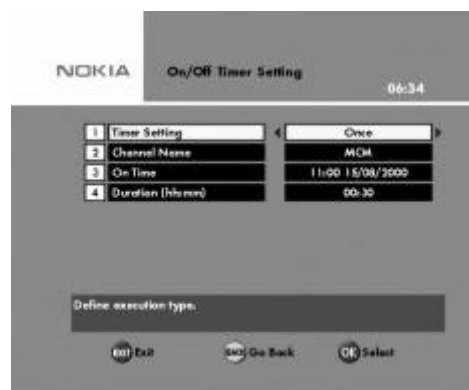 NOKIA
On/Off Timer Setting
06:34
1 Timer Setting Once
2 Channel Name MCM
3 On Time 11:00 15/08/2000
4 Duration (hh:mm) 00:30
Define execution type.
EXIT Exit BACK Go Back OK Select